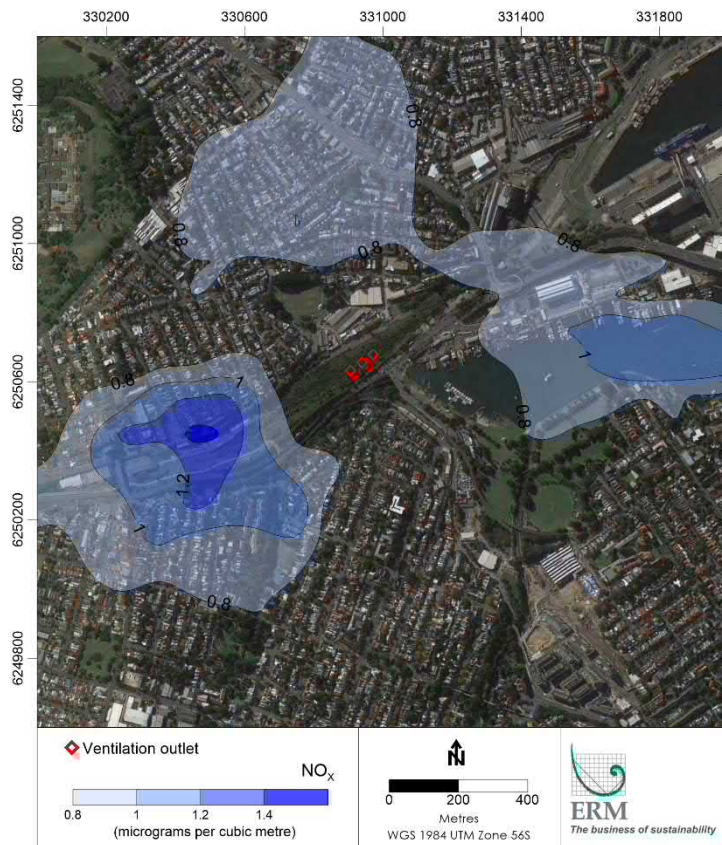 330200 330600 331000 331400 331800
6251400
0.8
0.8
6251000
0.8
0.8
6250600
0.8
1
1
0.8
1.2
1
6250200
0.8
6249800
Ventilation outlet
NOx
0.8 1 1.2 1.4
(micrograms per cubic metre)
N
0 200 400
Metres
WGS 1984 UTM Zone 56S
ERM
The business of sustainability